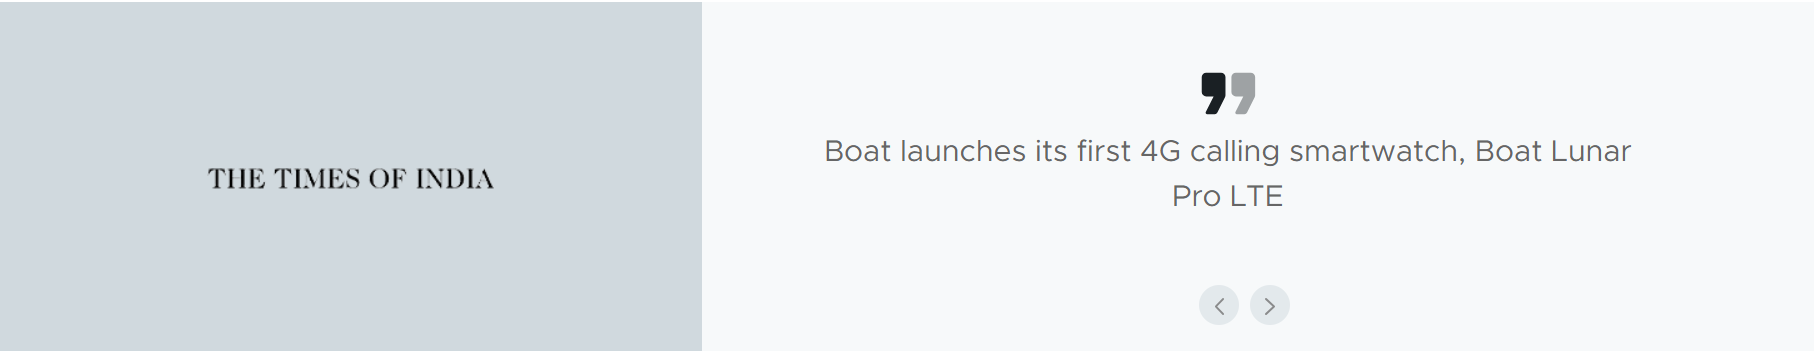 THE TIMES OF INDIA
Boat launches its first 4G calling smartwatch, Boat Lunar
Pro LTE